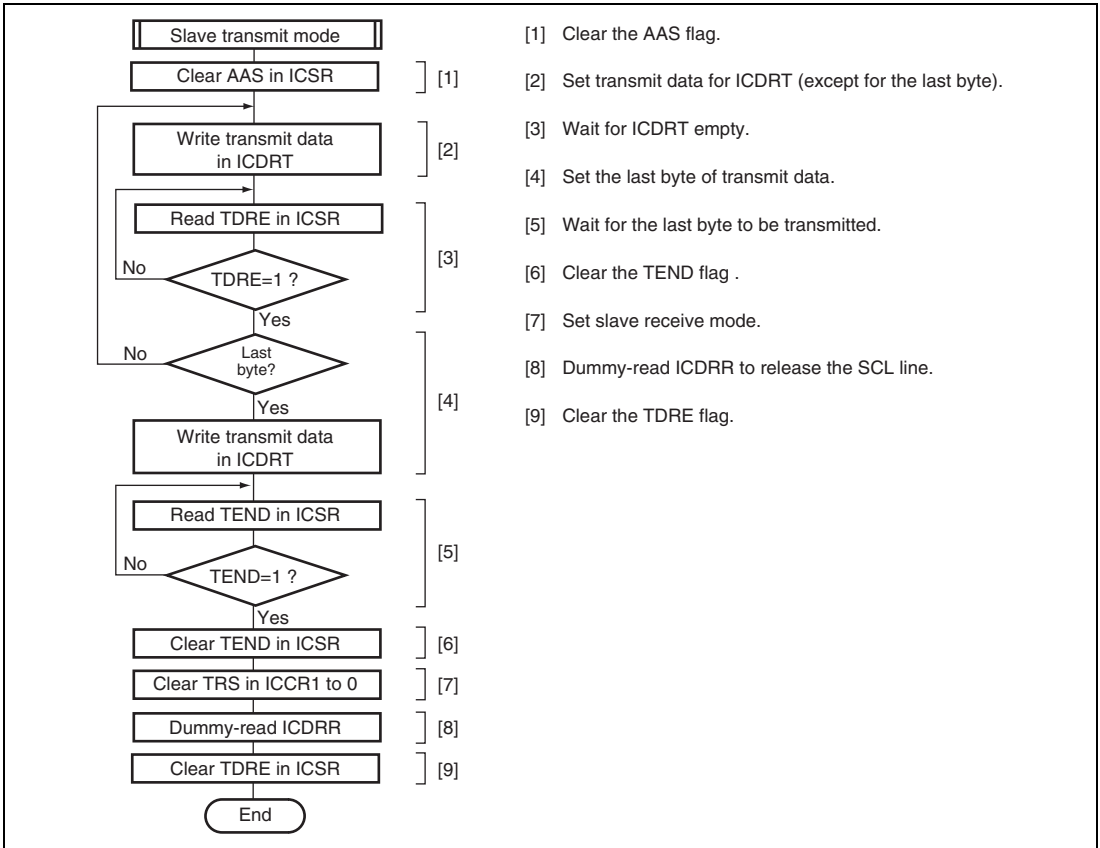 Slave transmit mode
Clear AAS in ICSR
[1]
Write transmit data
in ICDRT
[2]
Read TDRE in ICSR
No
TDRE=1 ?
[3]
Yes
No
Last
byte?
Yes
[4]
Write transmit data
in ICDRT
Read TEND in ICSR
No
TEND=1 ?
[5]
Yes
Clear TEND in ICSR
[6]
Clear TRS in ICCR1 to 0
[7]
Dummy-read ICDRR
[8]
Clear TDRE in ICSR
[9]
End
[1] Clear the AAS flag.
[2] Set transmit data for ICDRT (except for the last byte).
[3] Wait for ICDRT empty.
[4] Set the last byte of transmit data.
[5] Wait for the last byte to be transmitted.
[6] Clear the TEND flag .
[7] Set slave receive mode.
[8] Dummy-read ICDRR to release the SCL line.
[9] Clear the TDRE flag.